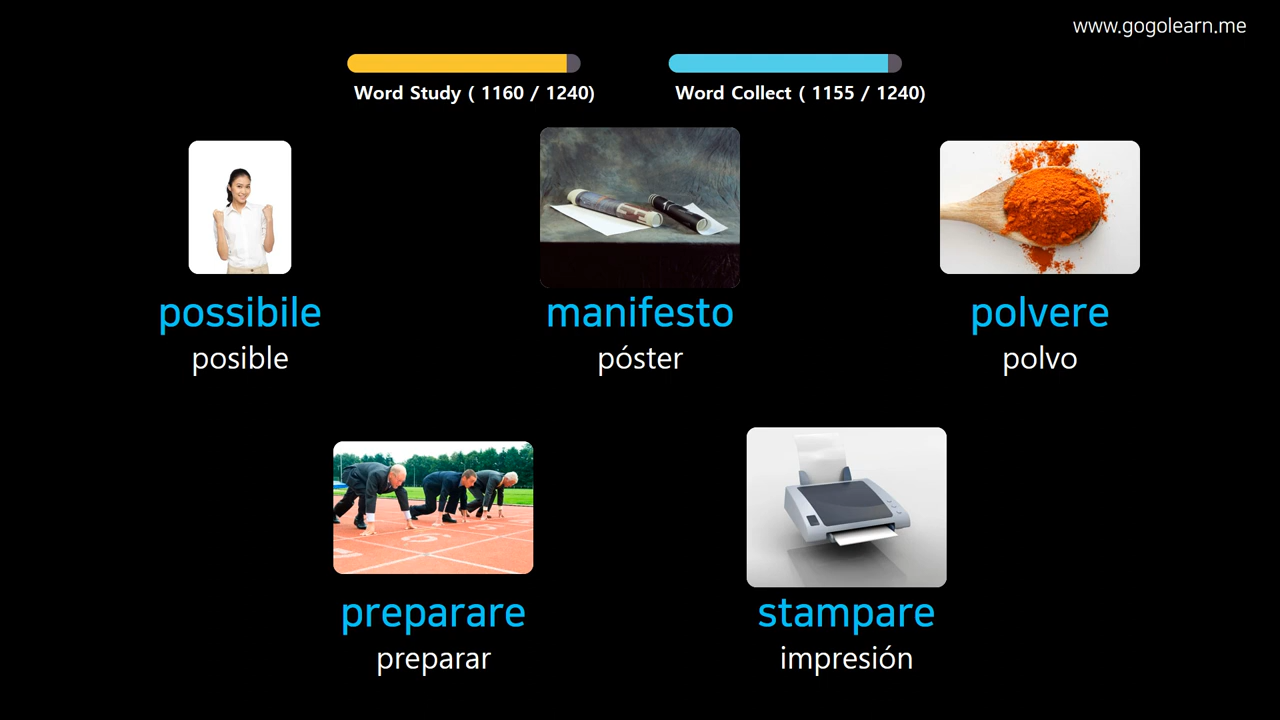 www.gogolearn.me
Word Study ( 1160 / 1240)
Word Collect ( 1155 / 1240)
possibile
posible
manifesto
póster
polvere
polvo
preparare
preparar
stampare
impresión